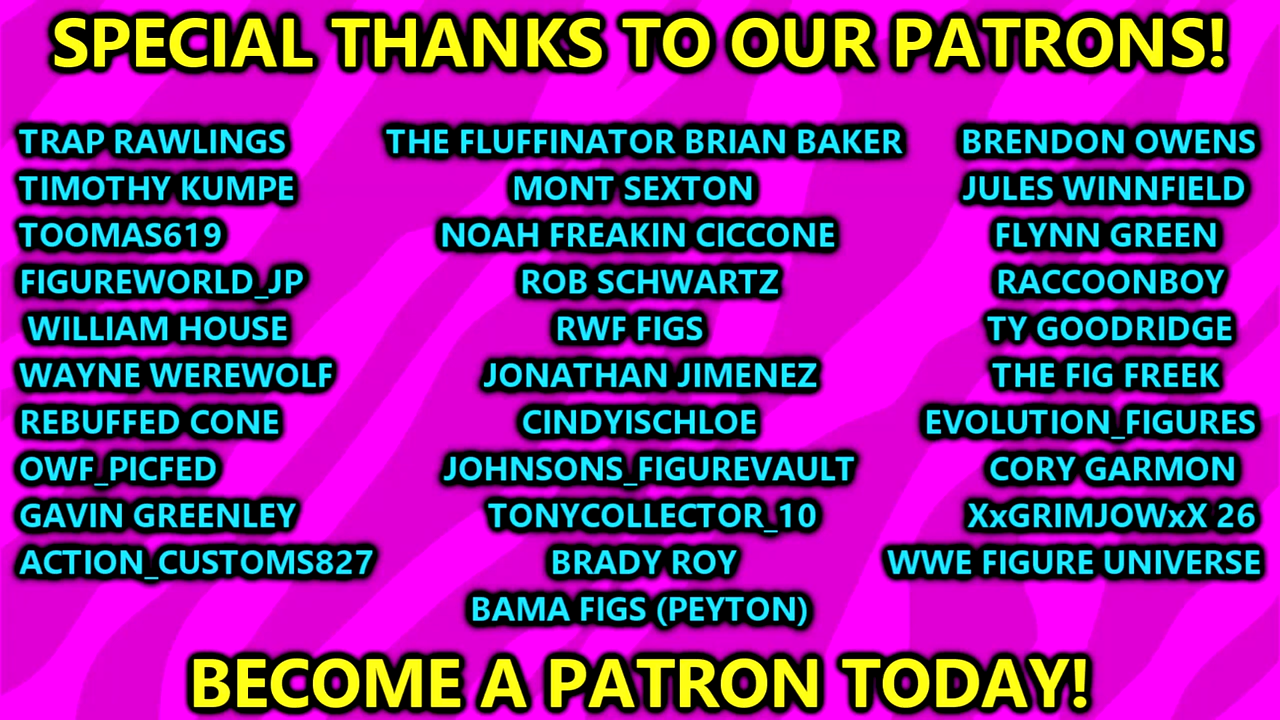 SPECIAL THANKS TO OUR PATRONS!
TRAP RAWLINGS
TIMOTHY KUMPE
TOOMAS619
FIGUREWORLD_JP
WILLIAM HOUSE
WAYNE WEREWOLF
REBUFFED CONE
OWF_PICFED
GAVIN GREENLEY
ACTION_CUSTOMS827
THE FLUFFINATOR BRIAN BAKER
MONT SEXTON
NOAH FREAKIN CICCONE
ROB SCHWARTZ
RWF FIGS
JONATHAN JIMENEZ
CINDYISCHLOE
JOHNSONS_FIGUREVAULT
TONYCOLLECTOR_10
BRADY ROY
BAMA FIGS (PEYTON)
BRENDON OWENS
JULES WINNFIELD
FLYNN GREEN
RACCOONBOY
TY GOODRIDGE
THE FIG FREEK
EVOLUTION_FIGURES
CORY GARMON
XxGRIMJOWxX 26
WWE FIGURE UNIVERSE
BECOME A PATRON TODAY!